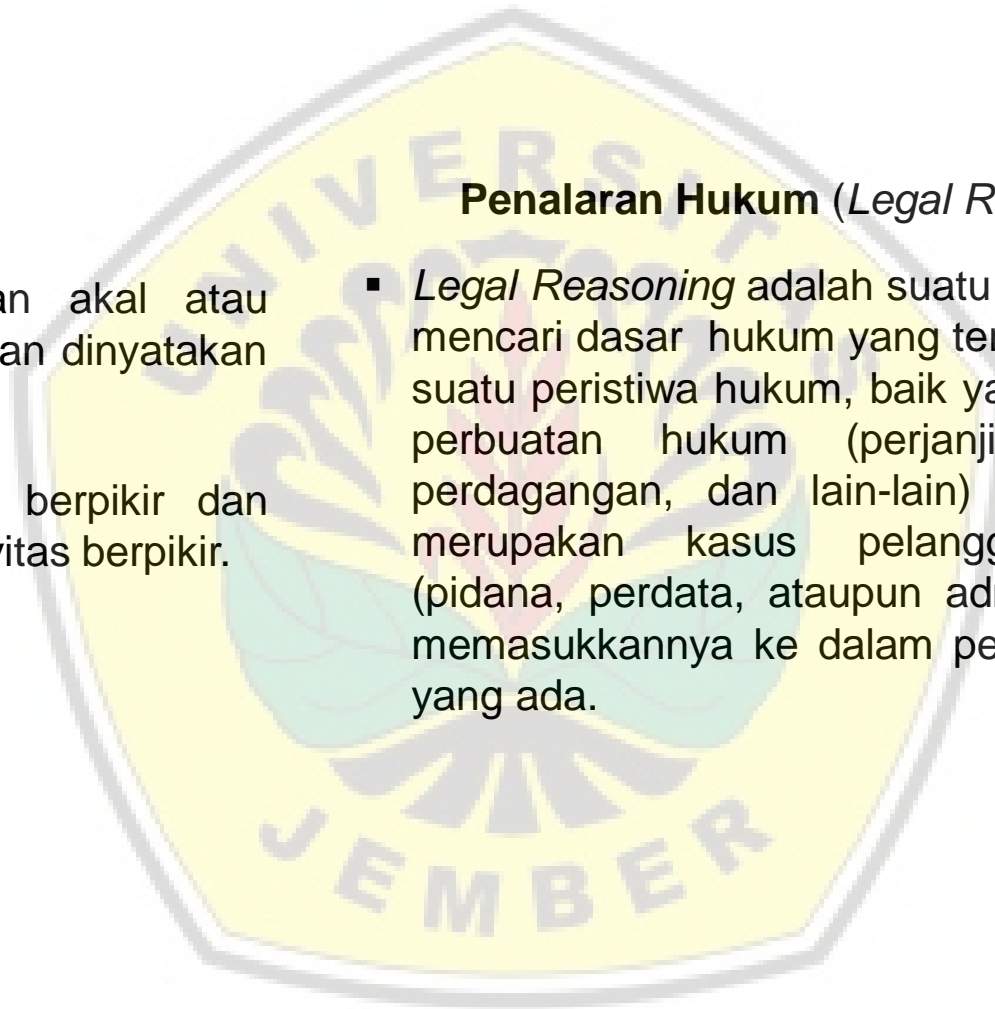 an akal atau
an dinyatakan
berpikir dan
vitas berpikir.
Penalaran Hukum (Legal R
▪ Legal Reasoning adalah suatu
mencari dasar hukum yang ter
suatu peristiwa hukum, baik ya
perbuatan hukum (perjanji
perdagangan, dan lain-lain)
merupakan kasus pelangg
(pidana, perdata, ataupun ad
memasukkannya ke dalam pe
yang ada.
UNIVERSITAS
JEMBER